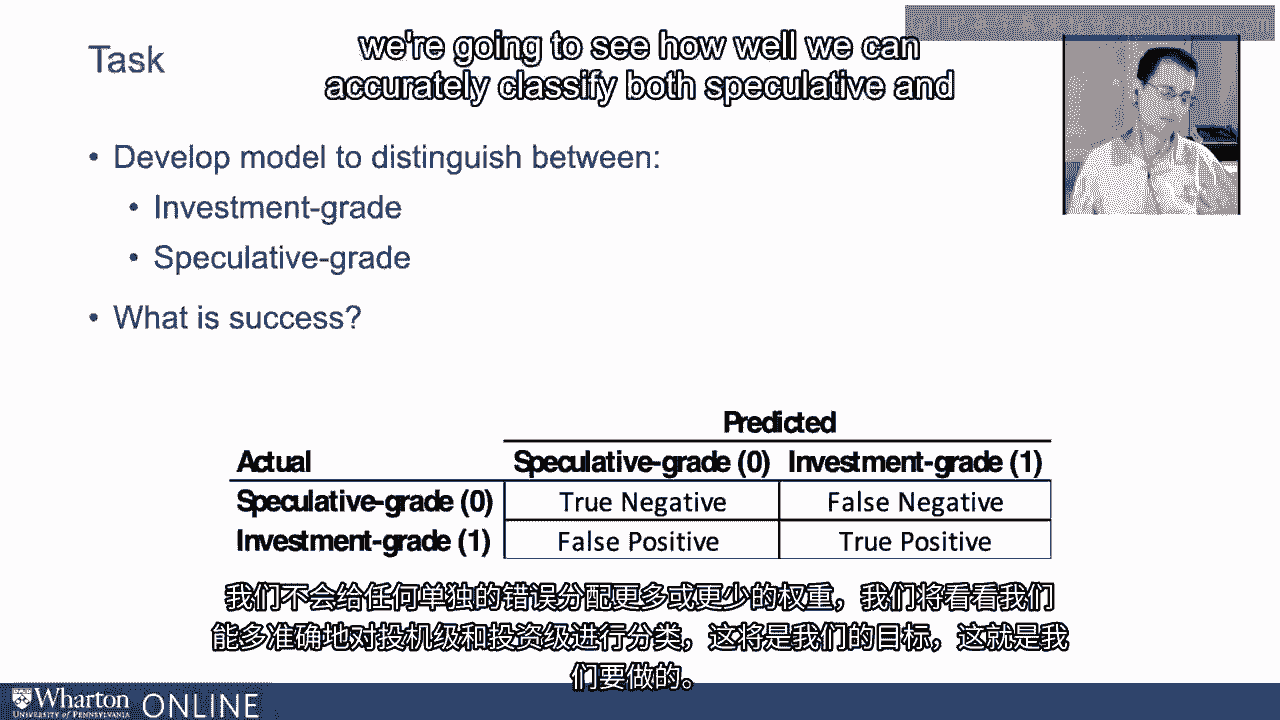 we're going to see how well we can
accurately classify both speculative and
Task
• Develop model to distinguish between:
• Investment-grade
• Speculative-grade
• What is success?
Predicted
Actual Speculative-grade (0) Investment-grade (1)
Speculative-grade (0) True Negative False Negative
Investment-grade (1) False Positive True Positive
我们不会给任何单独的错误分配更多或更少的权重，我们将看看我们
能多准确地对投机级和投资级进行分类，这将是我们的目标，这就是我
们要做的。
Wharton ONLINE
UNIVERSITY of PENNSYLVANIA